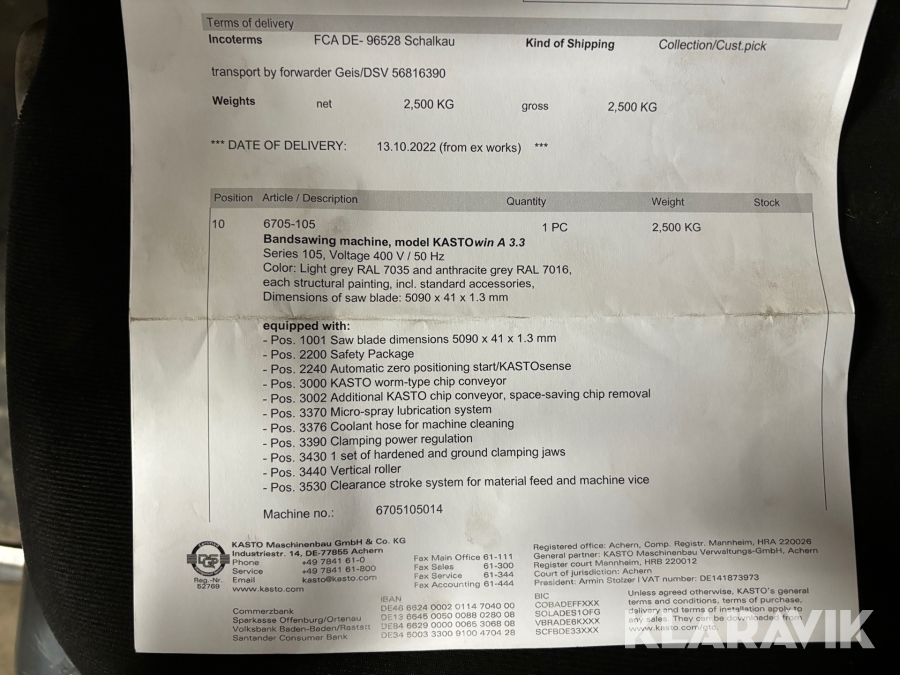 Terms of delivery
Incoterms FCA DE- 96528 Schalkau Kind of Shipping Collection/Cust.pick
transport by forwarder Geis/DSV 56816390
Weights net 2,500 KG gross 2,500 KG
*** DATE OF DELIVERY: 13.10.2022 (from ex works) ***
Position Article / Description Quantity Weight Stock
10 6705-105 1 PC 2,500 KG
Bandsawing machine, model KASTOwin A 3.3
Series 105, Voltage 400 V / 50 Hz
Color: Light grey RAL 7035 and anthracite grey RAL 7016,
each structural painting, incl. standard accessories,
Dimensions of saw blade: 5090 x 41 x 1.3 mm
equipped with:
- Pos. 1001 Saw blade dimensions 5090 x 41 x 1.3 mm
- Pos. 2200 Safety Package
- Pos. 2240 Automatic zero positioning start/KASTOsense
- Pos. 3000 KASTO worm-type chip conveyor
- Pos. 3002 Additional KASTO chip conveyor, space-saving chip removal
- Pos. 3370 Micro-spray lubrication system
- Pos. 3376 Coolant hose for machine cleaning
- Pos. 3390 Clamping power regulation
- Pos. 3430 1 set of hardened and ground clamping jaws
- Pos. 3440 Vertical roller
- Pos. 3530 Clearance stroke system for material feed and machine vice
Machine no.: 6705105014
DQS
Reg.-Nr.
52769
KASTO Maschinenbau GmbH & Co. KG
Industriestr. 14, DE-77855 Achern
Phone +49 7841 61-0
Service +49 7841 61-800
Email kasto@kasto.com
www.kasto.com
Fax Main Office 61-111
Fax Sales 61-300
Fax Service 61-344
Fax Accounting 61-444
Registered office: Achern, Comp. Registr. Mannheim, HRA 220026
General partner: KASTO Maschinenbau Verwaltungs-GmbH, Achern
Register court Mannheim, HRB 220012
Court of jurisdiction: Achern
President: Armin Stolzer | VAT number: DE141873973
IBAN BIC
Commerzbank DE46 6624 0002 0114 7040 00 COBADEFFXXX
Sparkasse Offenburg/Ortenau DE13 6645 0050 0088 0280 08 SOLADES1OFG
Volksbank Baden-Baden/Rastatt DE84 6629 0000 0065 3068 08 VBRADE6KXXX
Santander Consumer Bank DE34 5003 3300 9100 4704 28 SCFBDE33XXX
Unless agreed otherwise, KASTO's general
terms and conditions, terms of purchase,
delivery and terms of installation apply to
any sales. They can be downloaded from
www.kasto.com/gtc.
KLARAVIK